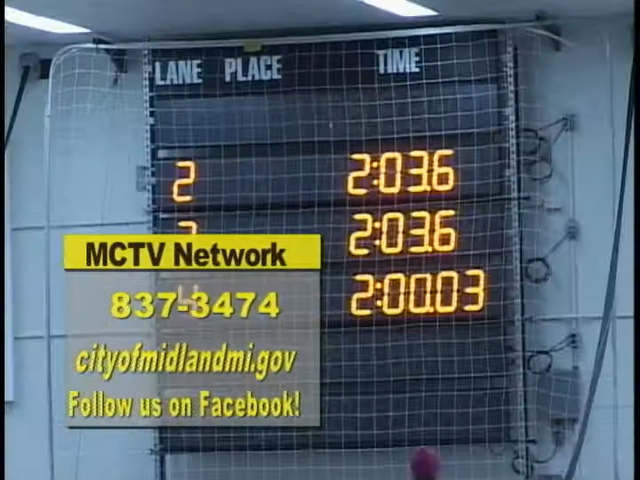 LANE PLACE TIME
2 2:03.6
2:03.6
2:00.03
MCTV Network
837-3474
cityofmidlandmi.gov
Follow us on Facebook!